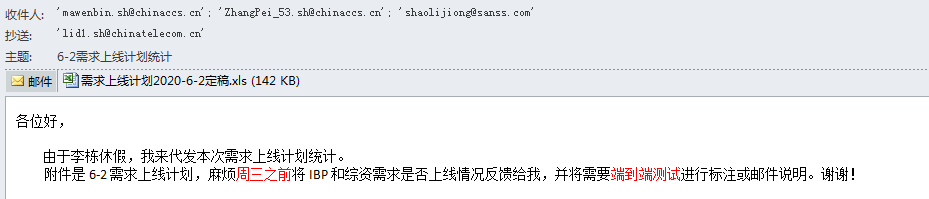 收件人: 'mawenbin.sh@chinaccs.cn'; 'ZhangPei_53.sh@chinaccs.cn'; 'shaolijiong@sanss.com'
抄送: 'lid1.sh@chinatelecom.cn'
主题: 6-2需求上线计划统计
邮件 需求上线计划2020-6-2定稿.xls (142 KB)
各位好，
由于李栋休假，我来代发本次需求上线计划统计。
附件是 6-2 需求上线计划，麻烦周三之前将 IBP 和综资需求是否上线情况反馈给我，并将需要端到端测试进行标注或邮件说明。谢谢！